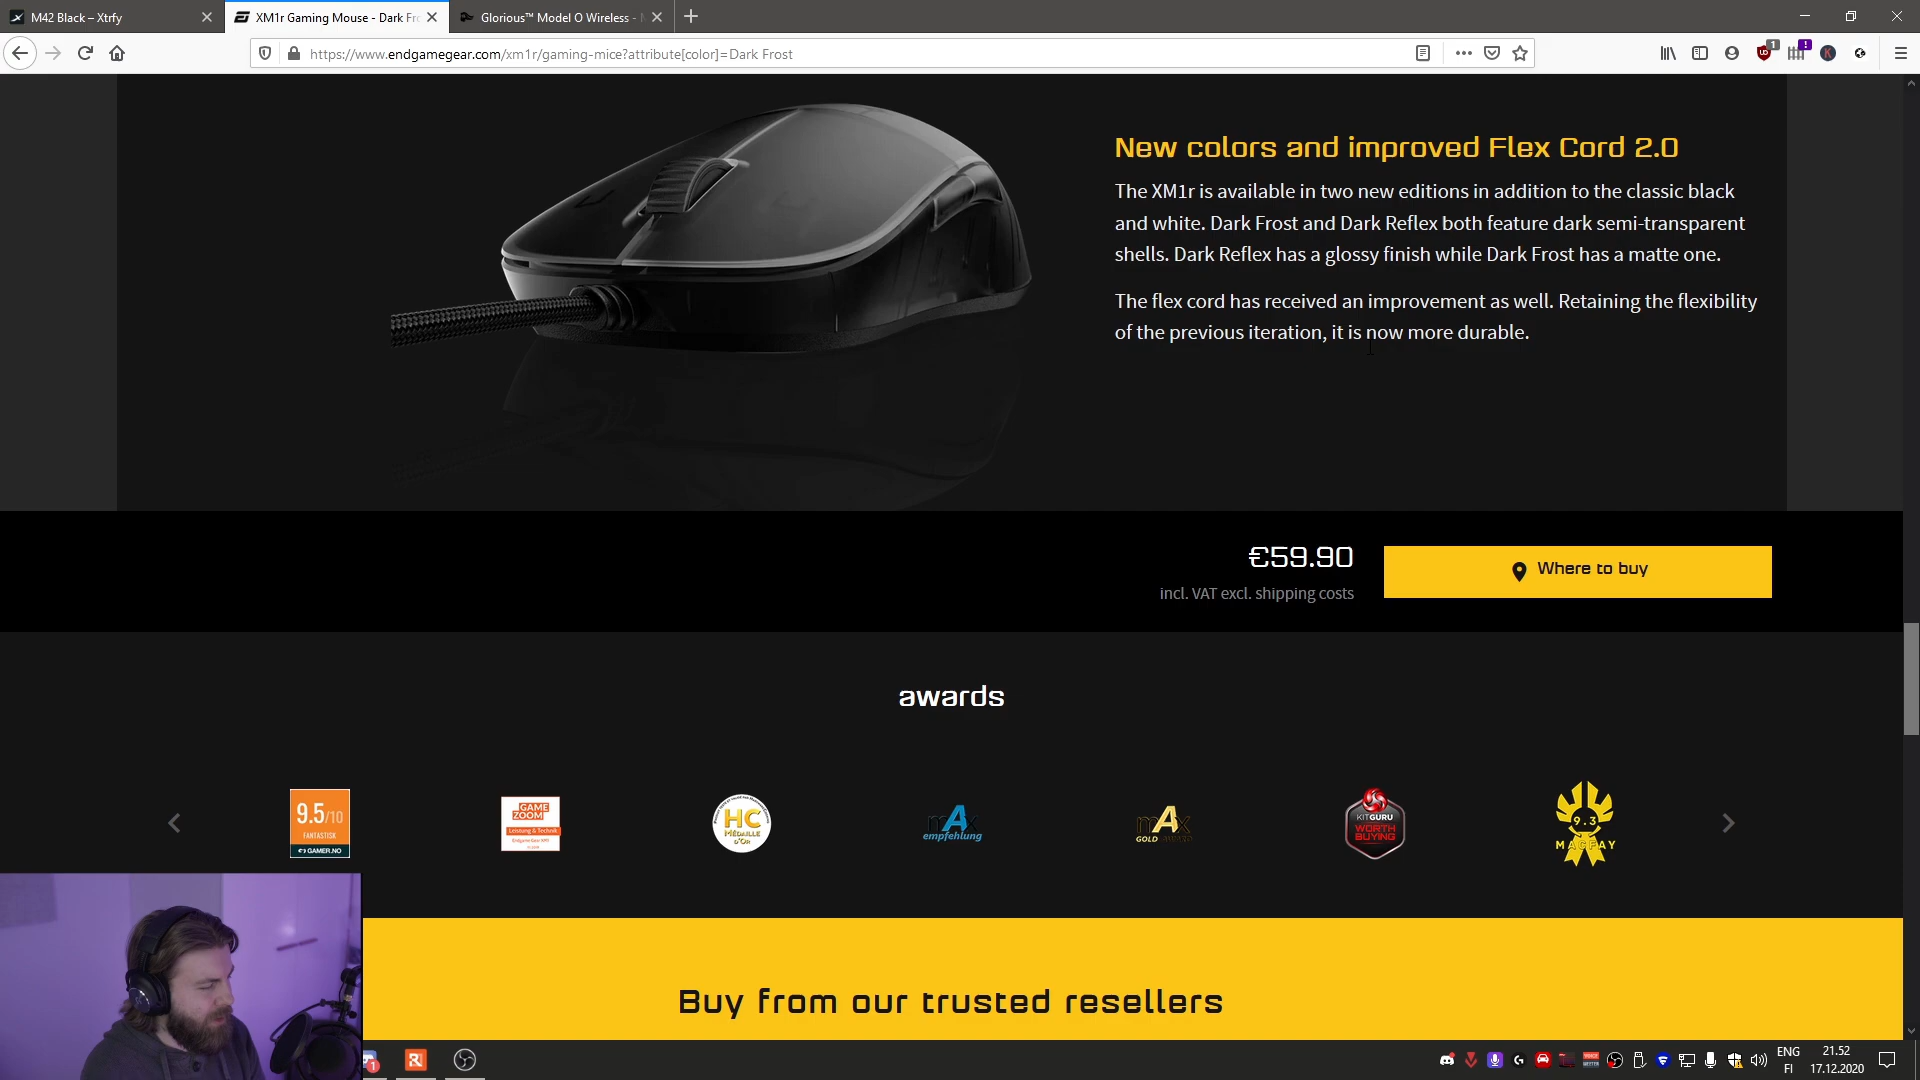 M42 Black – Xtrfy
XM1r Gaming Mouse - Dark Fr
Glorious™ Model O Wireless -
https://www.endgamegear.com/xm1r/gaming-mice?attribute[color]=Dark Frost
1
New colors and improved Flex Cord 2.0
The XM1r is available in two new editions in addition to the classic black
and white. Dark Frost and Dark Reflex both feature dark semi-transparent
shells. Dark Reflex has a glossy finish while Dark Frost has a matte one.
The flex cord has received an improvement as well. Retaining the flexibility
of the previous iteration, it is now more durable.
€59.90
incl. VAT excl. shipping costs
Where to buy
awards
9.5/10
FANTASTISK
GAMER.NO
GAME
ZOOM
Leistung & Technik
HC
MÉDAILLE
D'OR
mAx
empfehlung
mAx
GOLD
KITGURU
WORTH
BUYING
9.3
MAGFAY
Buy from our trusted resellers
1
ENG
FI
21.52
17.12.2020